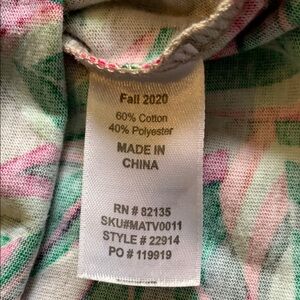 Fall 2020
60% Cotton
40% Polyester
MADE IN
CHINA
RN # 82135
SKU#MATV0011
STYLE # 22914
PO # 119919